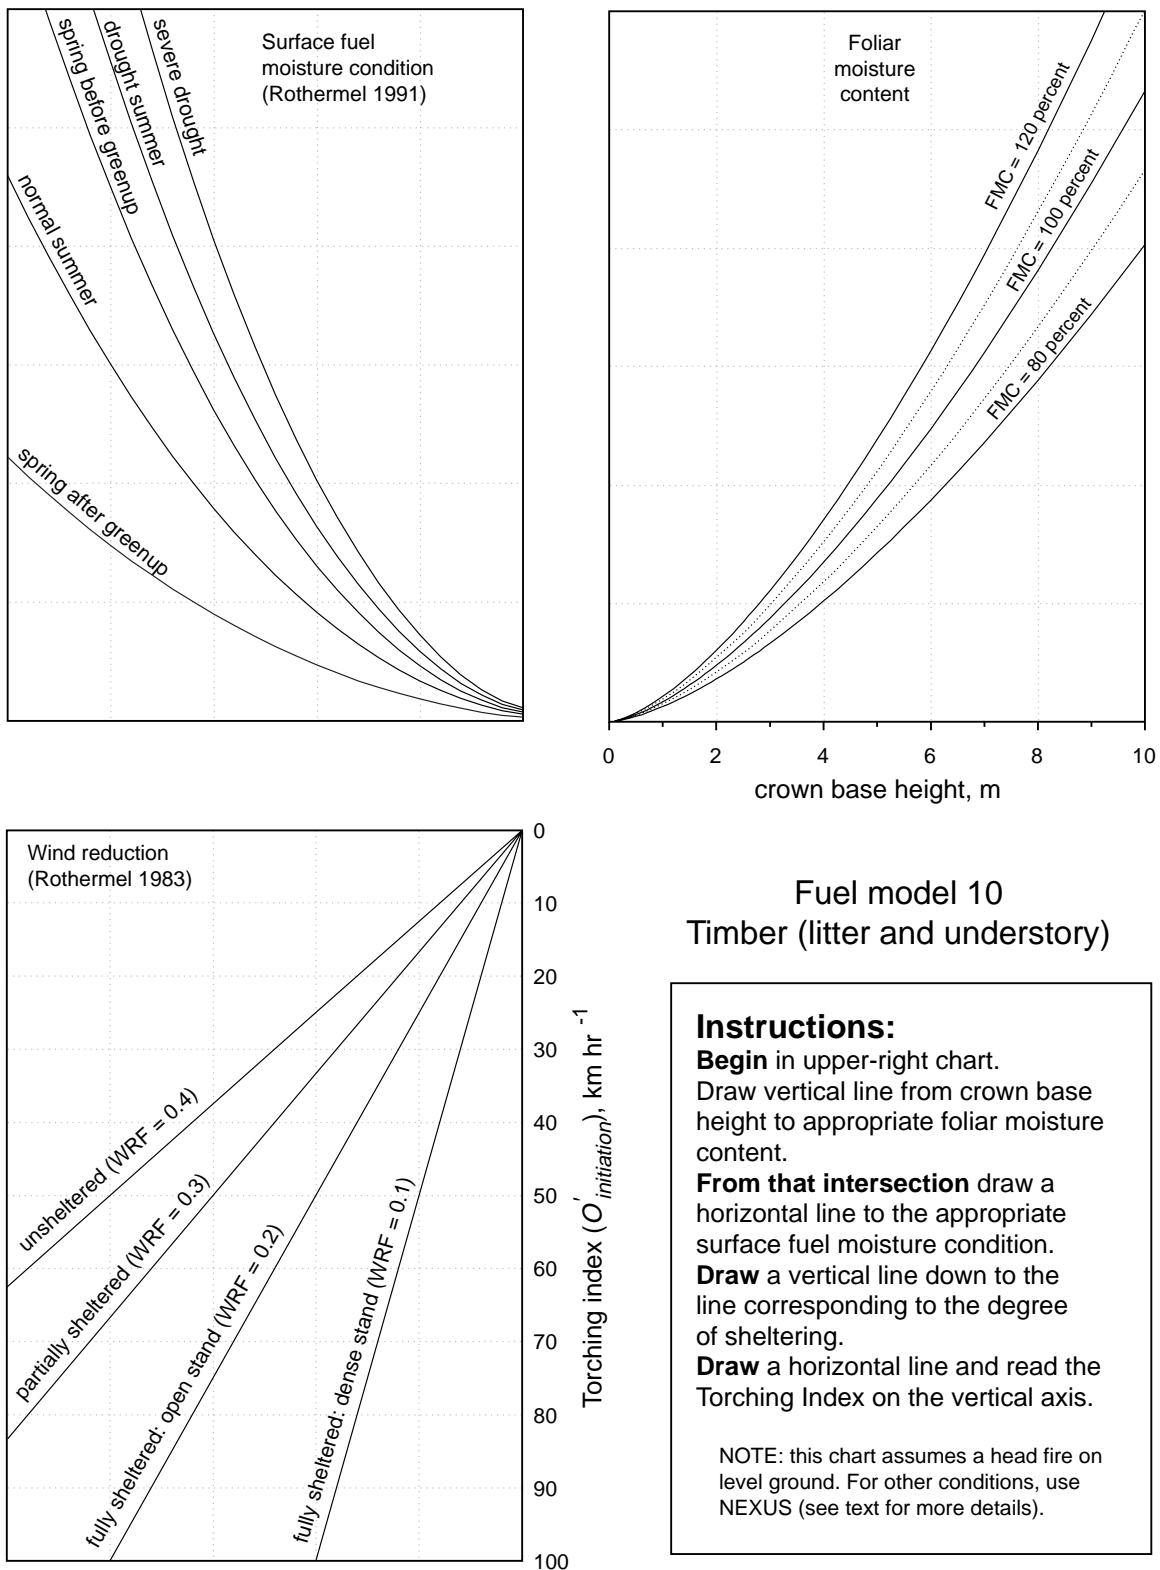 Surface fuel
moisture condition
(Rothermel 1991)
spring before greenup
drought summer
severe drought
normal summer
spring after greenup
Foliar
moisture
content
FMC = 120 percent
FMC = 100 percent
FMC = 80 percent
0 2 4 6 8 10
crown base height, m
Wind reduction
(Rothermel 1983)
unsheltered (WRF = 0.4)
partially sheltered (WRF = 0.3)
fully sheltered: open stand (WRF = 0.2)
fully sheltered: dense stand (WRF = 0.1)
0
10
20
30
40
50
60
70
80
90
100
Torching index (O'initiation), km hr -1
Fuel model 10
Timber (litter and understory)
Instructions:
Begin in upper-right chart.
Draw vertical line from crown base
height to appropriate foliar moisture
content.
From that intersection draw a
horizontal line to the appropriate
surface fuel moisture condition.
Draw a vertical line down to the
line corresponding to the degree
of sheltering.
Draw a horizontal line and read the
Torching Index on the vertical axis.
NOTE: this chart assumes a head fire on
level ground. For other conditions, use
NEXUS (see text for more details).